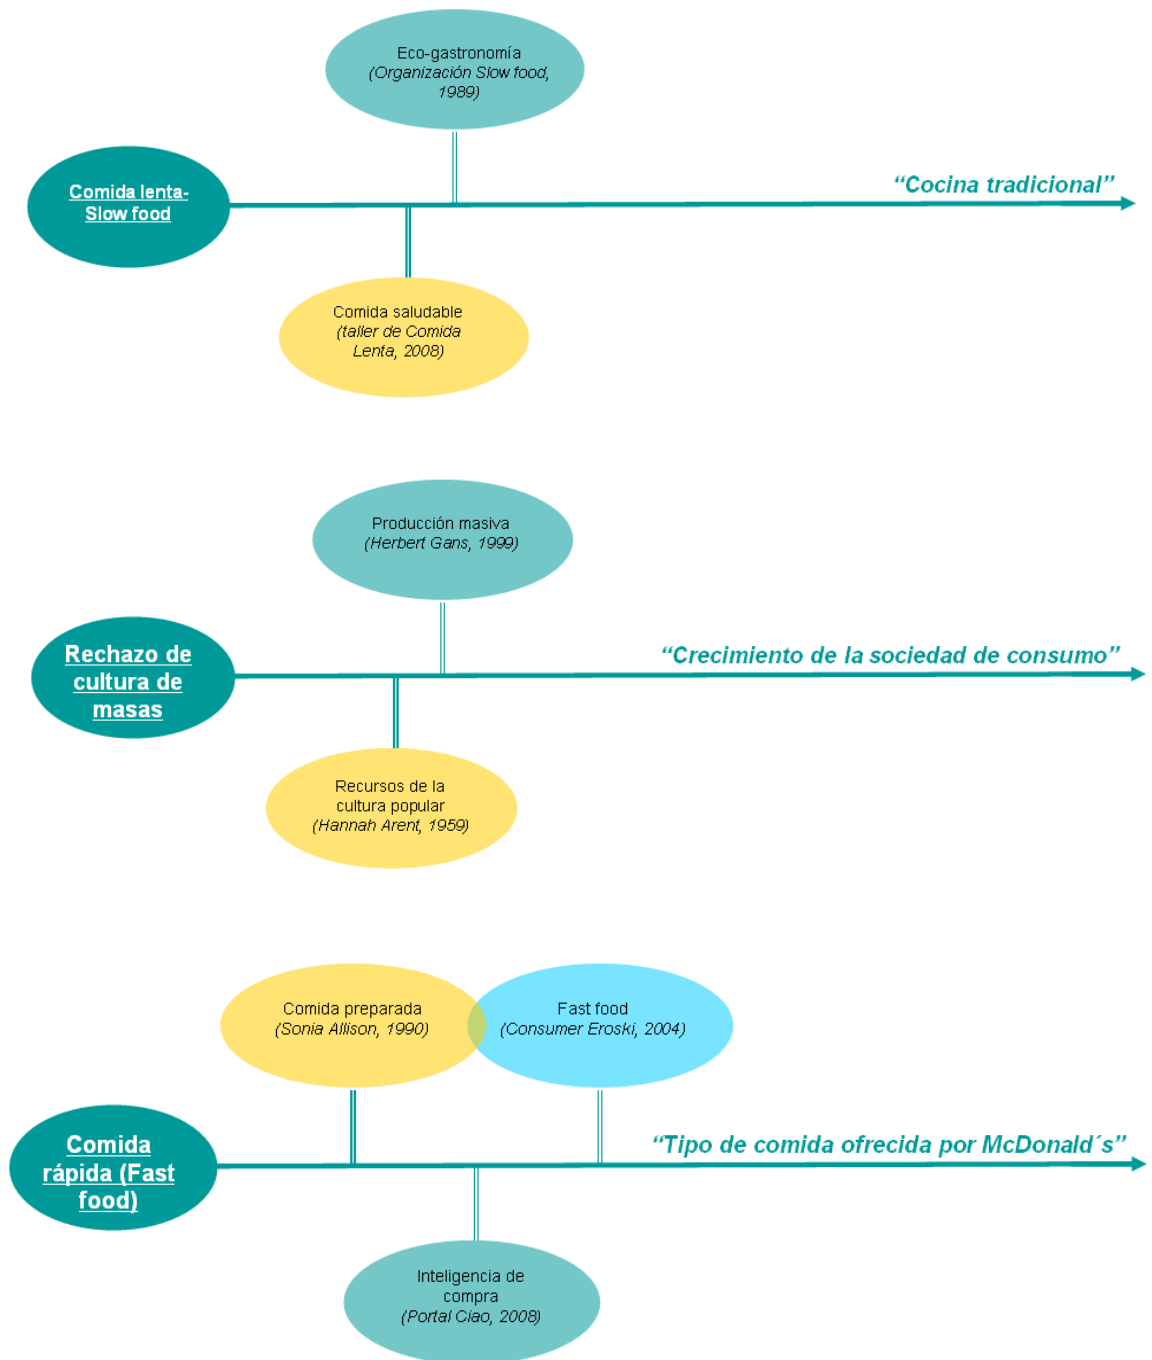 Eco-gastronomía
(Organización Slow food,
1989)
Comida lenta-
Slow food
“Cocina tradicional”
Comida saludable
(taller de Comida
Lenta, 2008)
Producción masiva
(Herbert Gans, 1999)
Rechazo de
cultura de
masas
“Crecimiento de la sociedad de consumo”
Recursos de la
cultura popular
(Hannah Arent, 1959)
Comida preparada
(Sonia Allison, 1990)
Fast food
(Consumer Eroski, 2004)
Comida
rápida (Fast
food)
“Tipo de comida ofrecida por McDonald´s”
Inteligencia de
compra
(Portal Ciao, 2008)